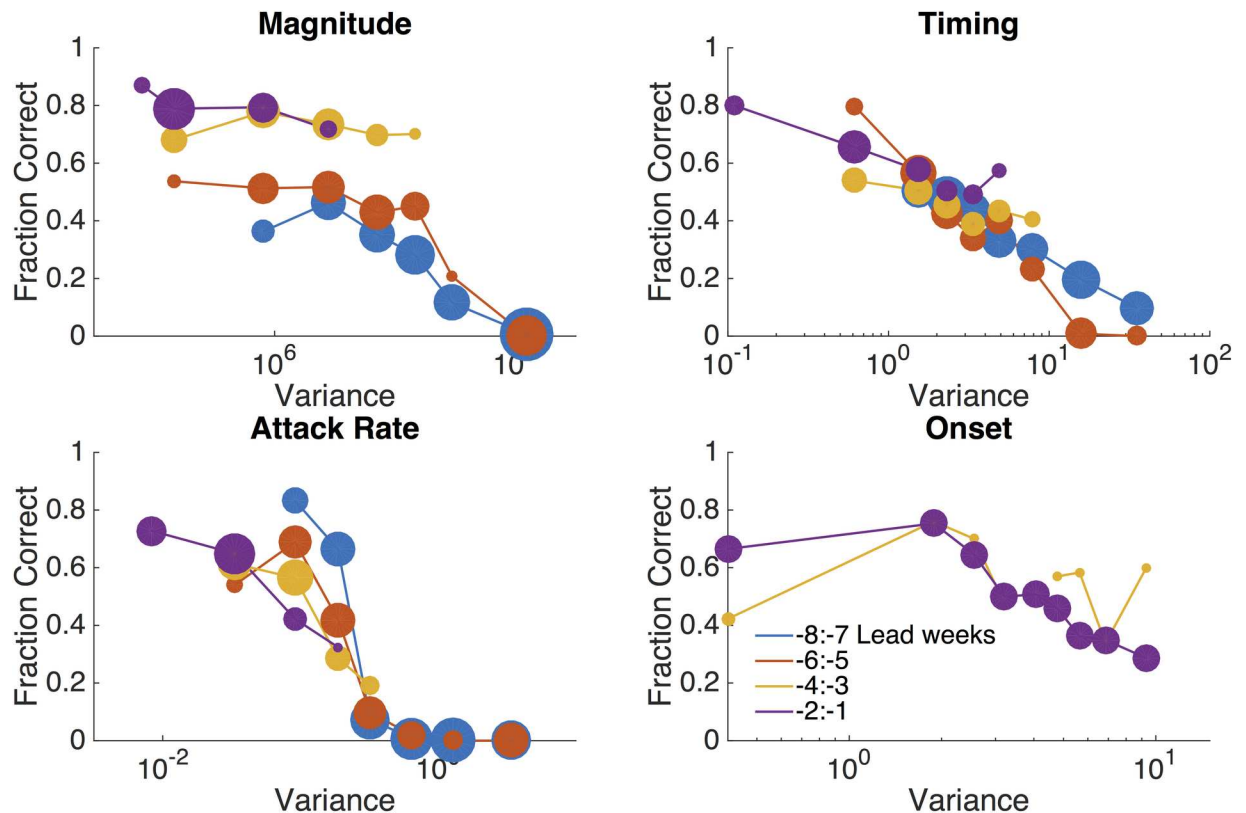 Magnitude
1
0.8
0.6
0.4
0.2
0
Fraction Correct
10^6
10
Variance
Timing
1
0.8
0.6
0.4
0.2
0
Fraction Correct
10^-1
10^0
10^1
10^2
Variance
Attack Rate
1
0.8
0.6
0.4
0.2
0
Fraction Correct
10^-2
10^0
Variance
Onset
1
0.8
0.6
0.4
0.2
0
Fraction Correct
-8:-7 Lead weeks
-6:-5
-4:-3
-2:-1
10^0
10^1
Variance